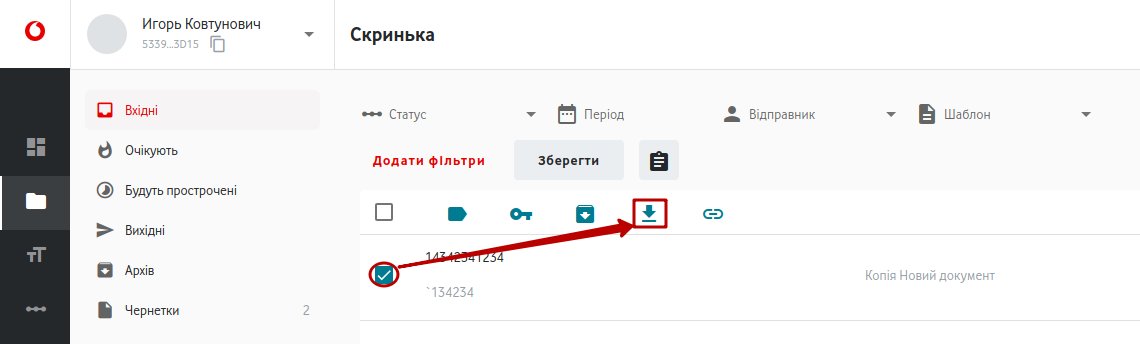 Игорь Ковтунович
5339...3D15
Скринька
Вхідні
Очікують
Будуть прострочені
Вихідні
Архів
Чернетки 2
Статус
Період
Відправник
Шаблон
Додати фільтри
Зберегти
14342341234
`134234
Копія Новий документ